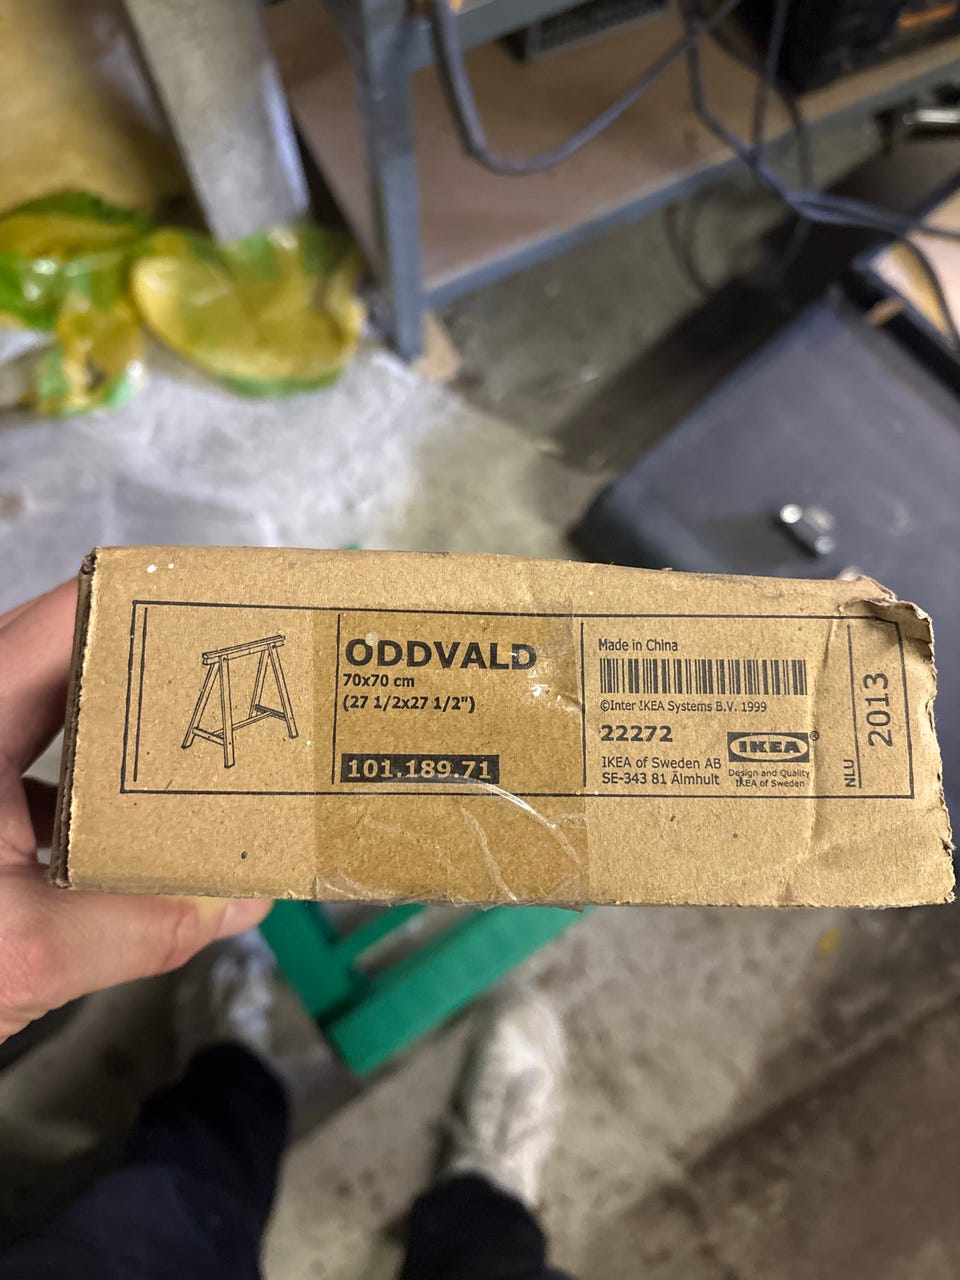 ODDVALD
70x70 cm
(27 1/2x27 1/2")
101.189.71
Made in China
©Inter IKEA Systems B.V. 1999
22272
IKEA of Sweden AB
SE-343 81 Älmhult
IKEA®
Design and Quality
IKEA of Sweden
NLU
2013